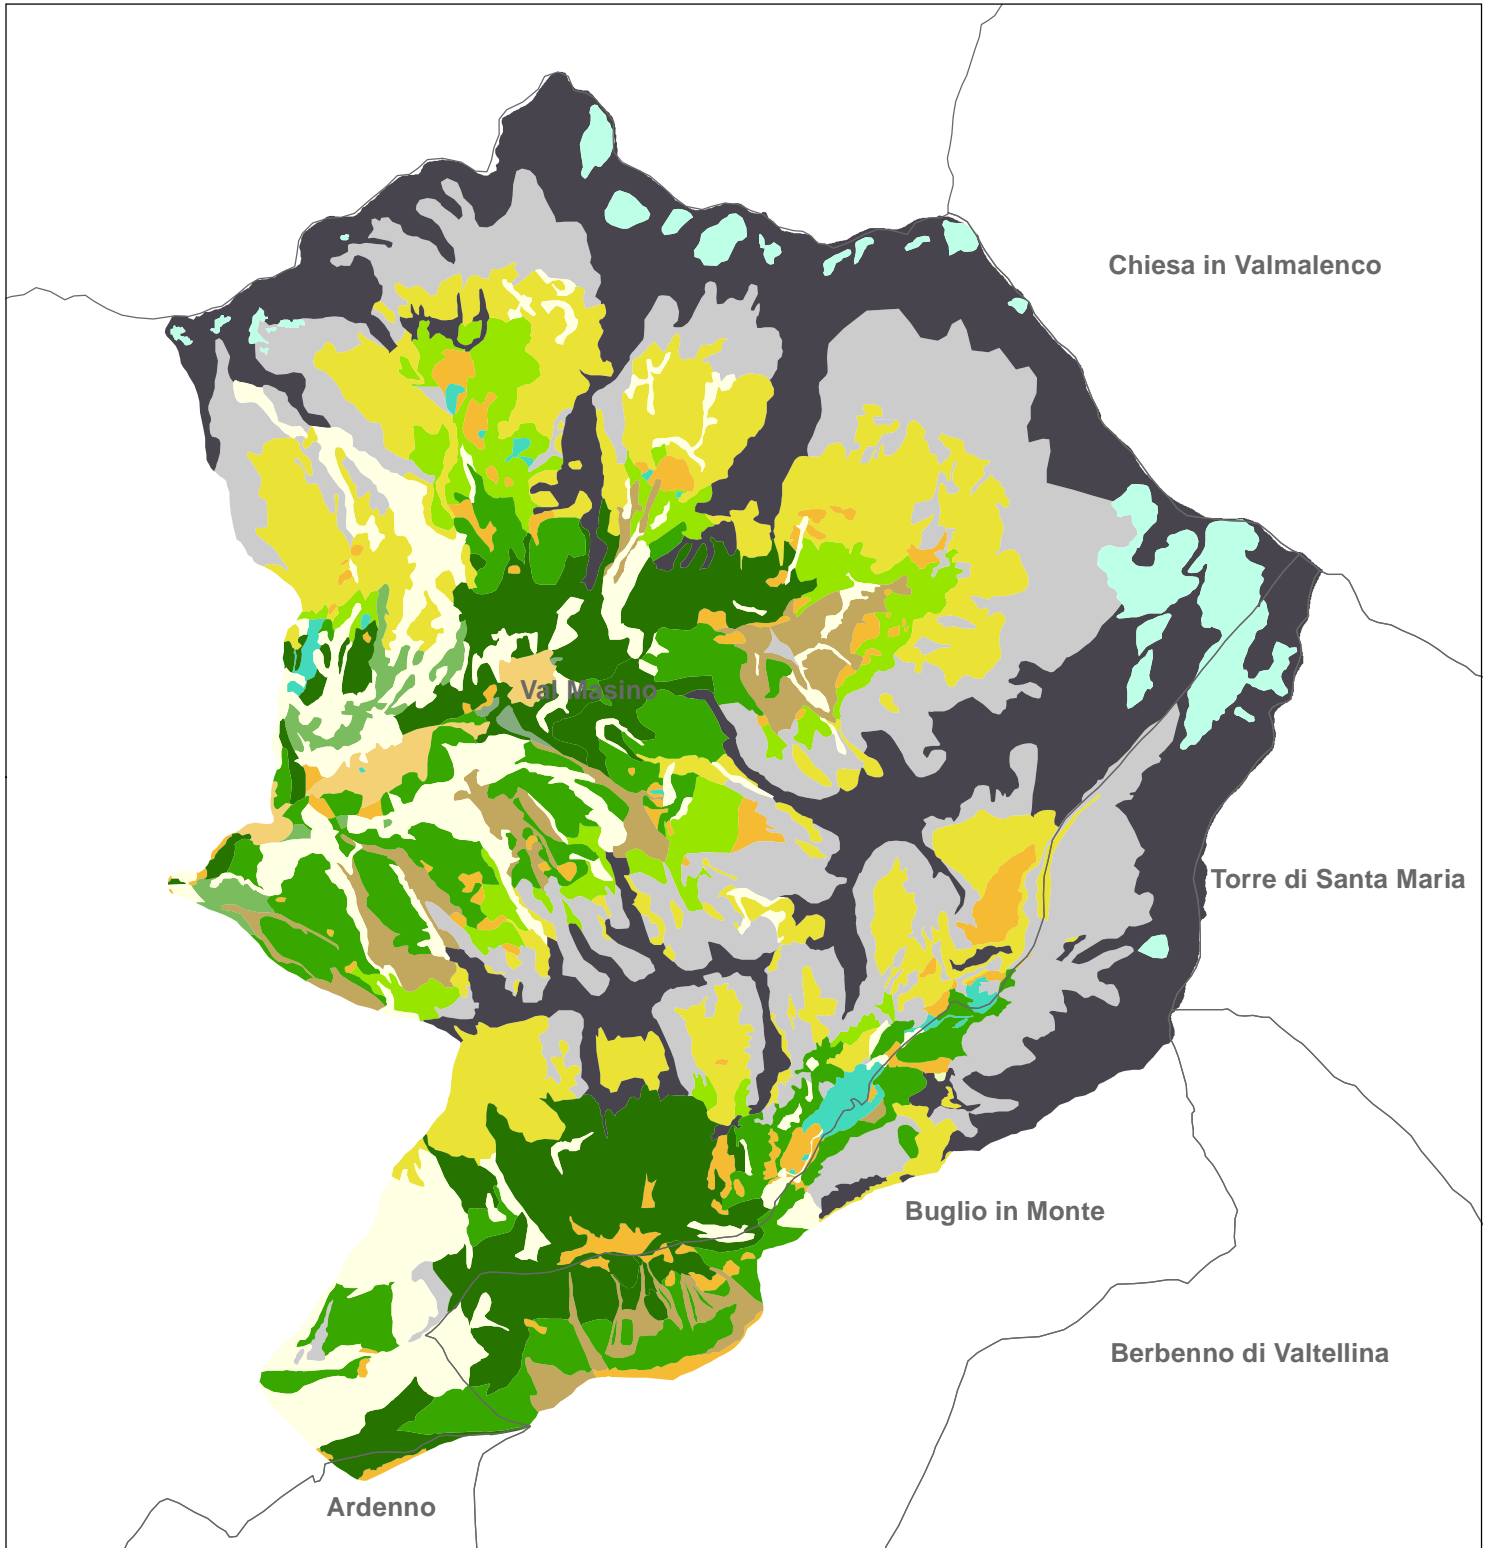 Chiesa in Valmalenco
Val Masino
Torre di Santa Maria
Buglio in Monte
Berbenno di Valtellina
Ardenno